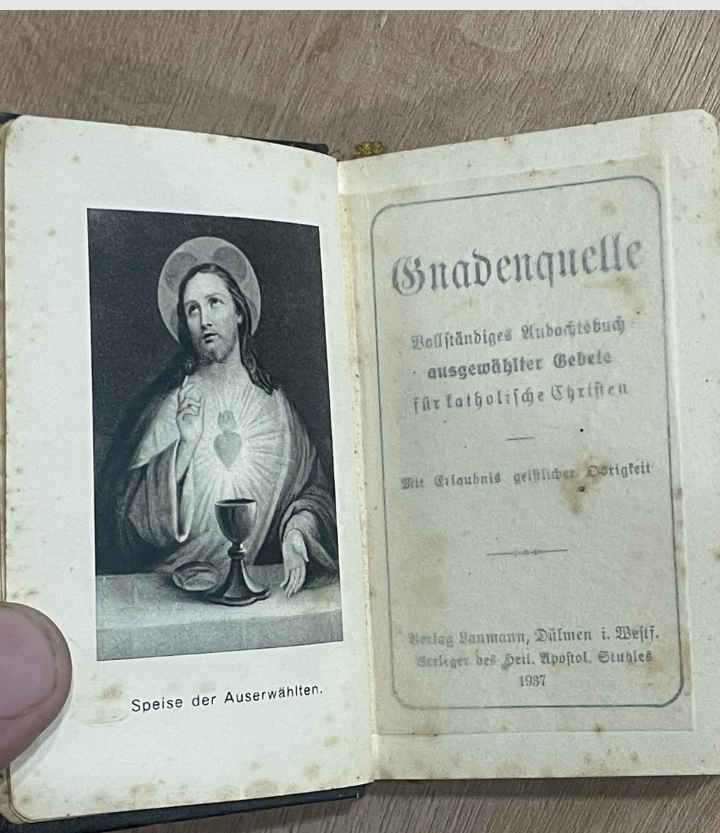 Speise der Auserwählten.
Gnadenquelle
Vollständiges Andachtsbuch
ausgewählter Gebete
für katholische Christen
Mit Erlaubnis geistlicher Obrigkeit
Verlag Laumann, Dülmen i. Westf.
Verleger des Heil. Apostol. Stuhles
1937